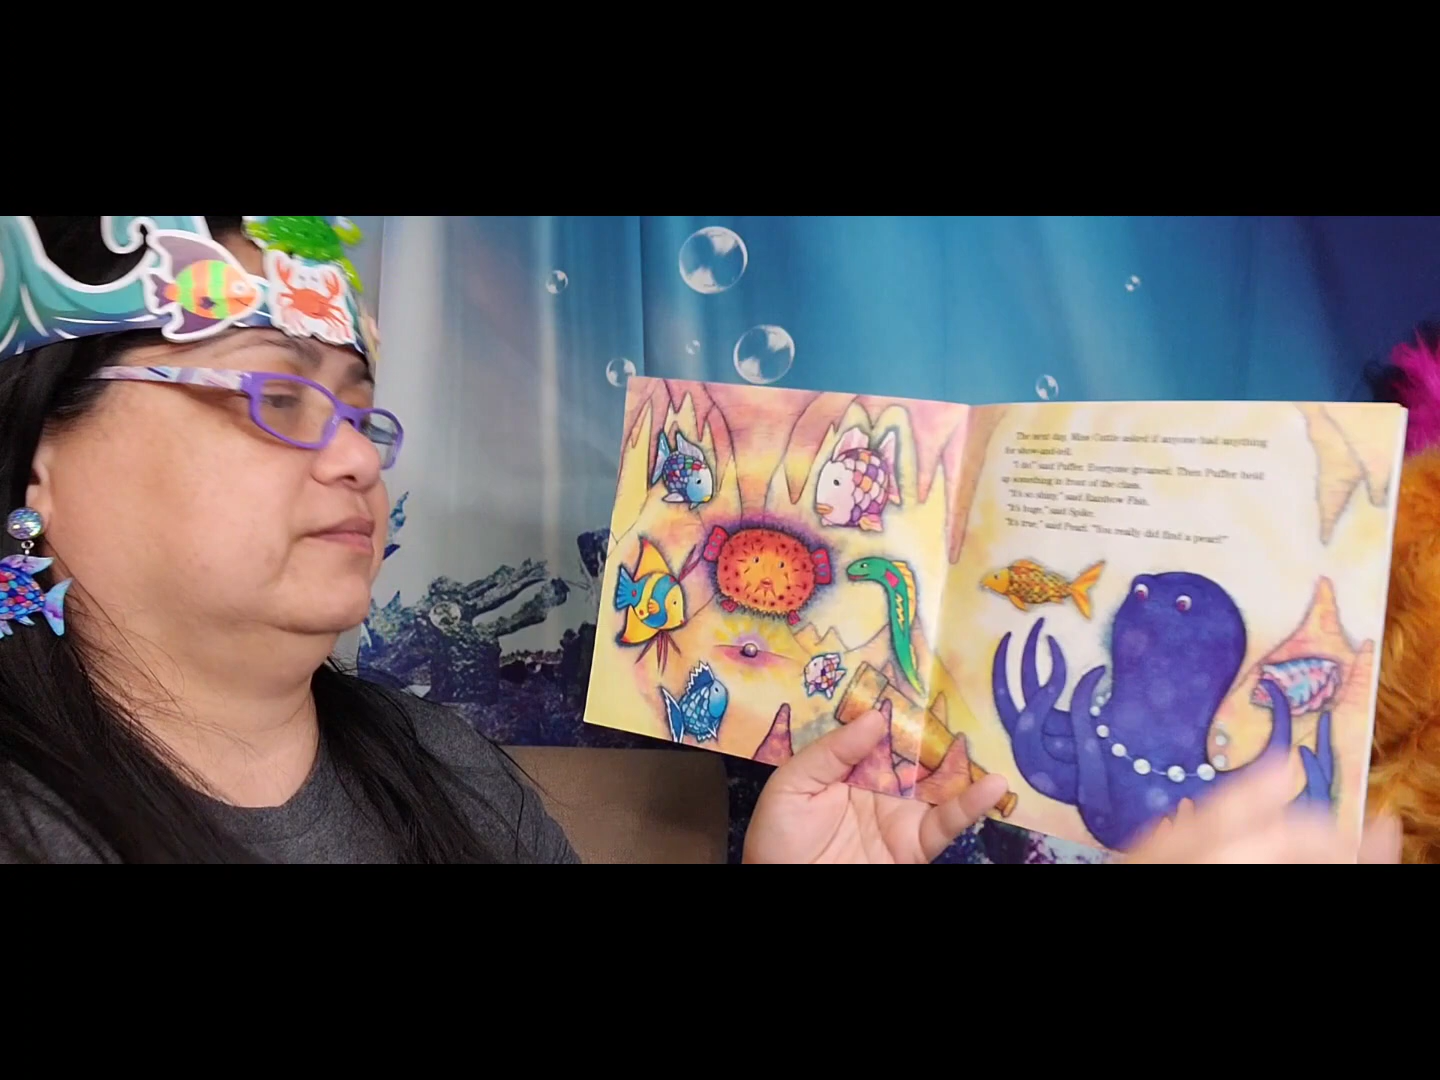 The next day, Miss Cuttle asked if anyone had anything
for show-and-tell.
"I do!" said Puffer. Everyone groaned. Then Puffer held
up something in front of the class.
"It's so shiny," said Rainbow Fish.
"It's huge," said Spike.
"It's true," said Pearl. "You really did find a pearl!"